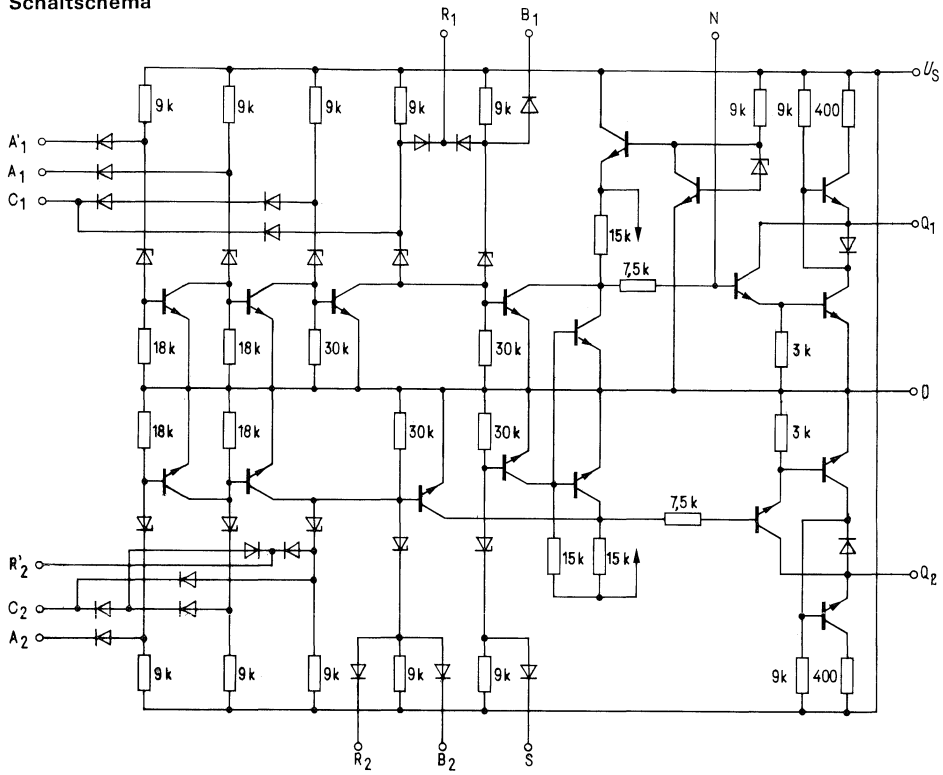 Schaltschema
R1 B1 N
US
9k 9k 9k 9k 9k 9k 9k 400
A'1
A1
C1
Q1
15k
7,5k
18k 18k 30k 30k 3k
0
18k 18k 30k 30k 3k
7,5k
R'2
15k 15k
Q2
C2
A2
9k 9k 9k 9k 9k 9k 400
R2 B2 S